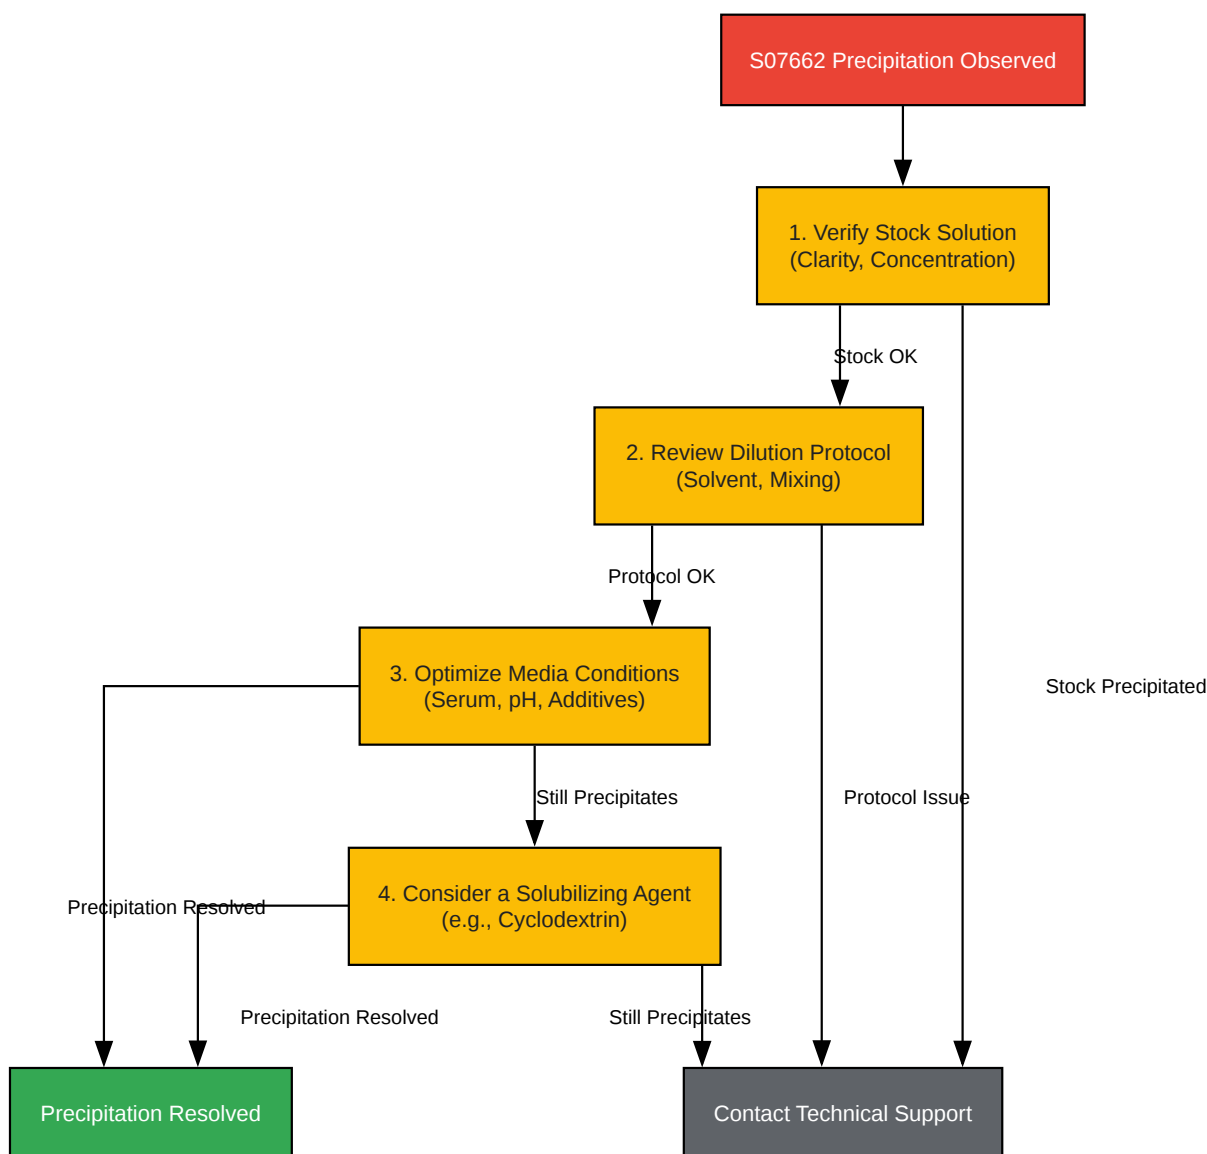 S07662 Precipitation Observed
1. Verify Stock Solution
(Clarity, Concentration)
Stock OK
2. Review Dilution Protocol
(Solvent, Mixing)
Protocol OK
3. Optimize Media Conditions
(Serum, pH, Additives)
Stock Precipitated
Still Precipitates
Protocol Issue
4. Consider a Solubilizing Agent
(e.g., Cyclodextrin)
Precipitation Resolved
Precipitation Resolved
Still Precipitates
Precipitation Resolved
Contact Technical Support